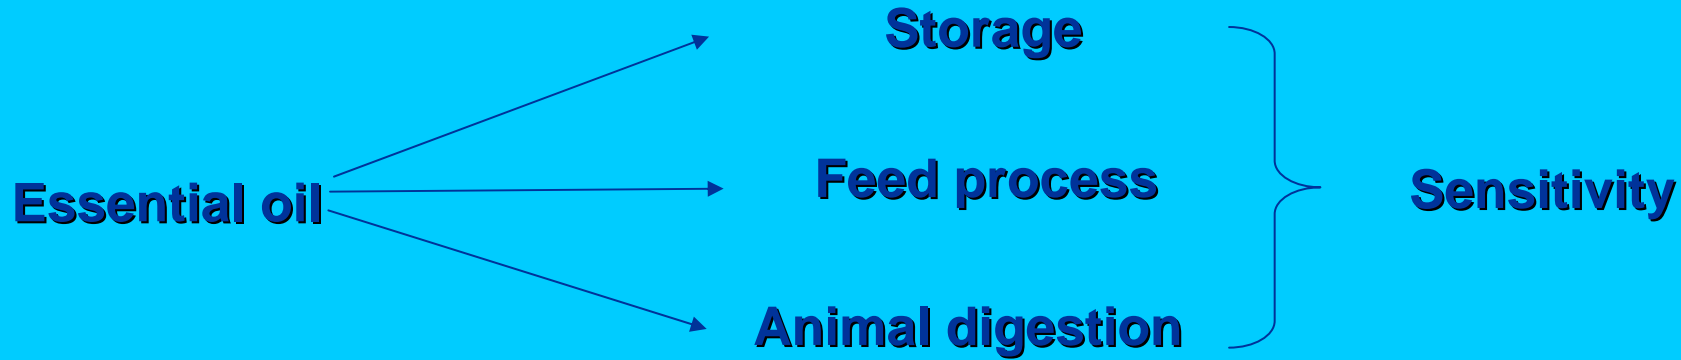 Storage
Feed process
Essential oil
Sensitivity
Animal digestion